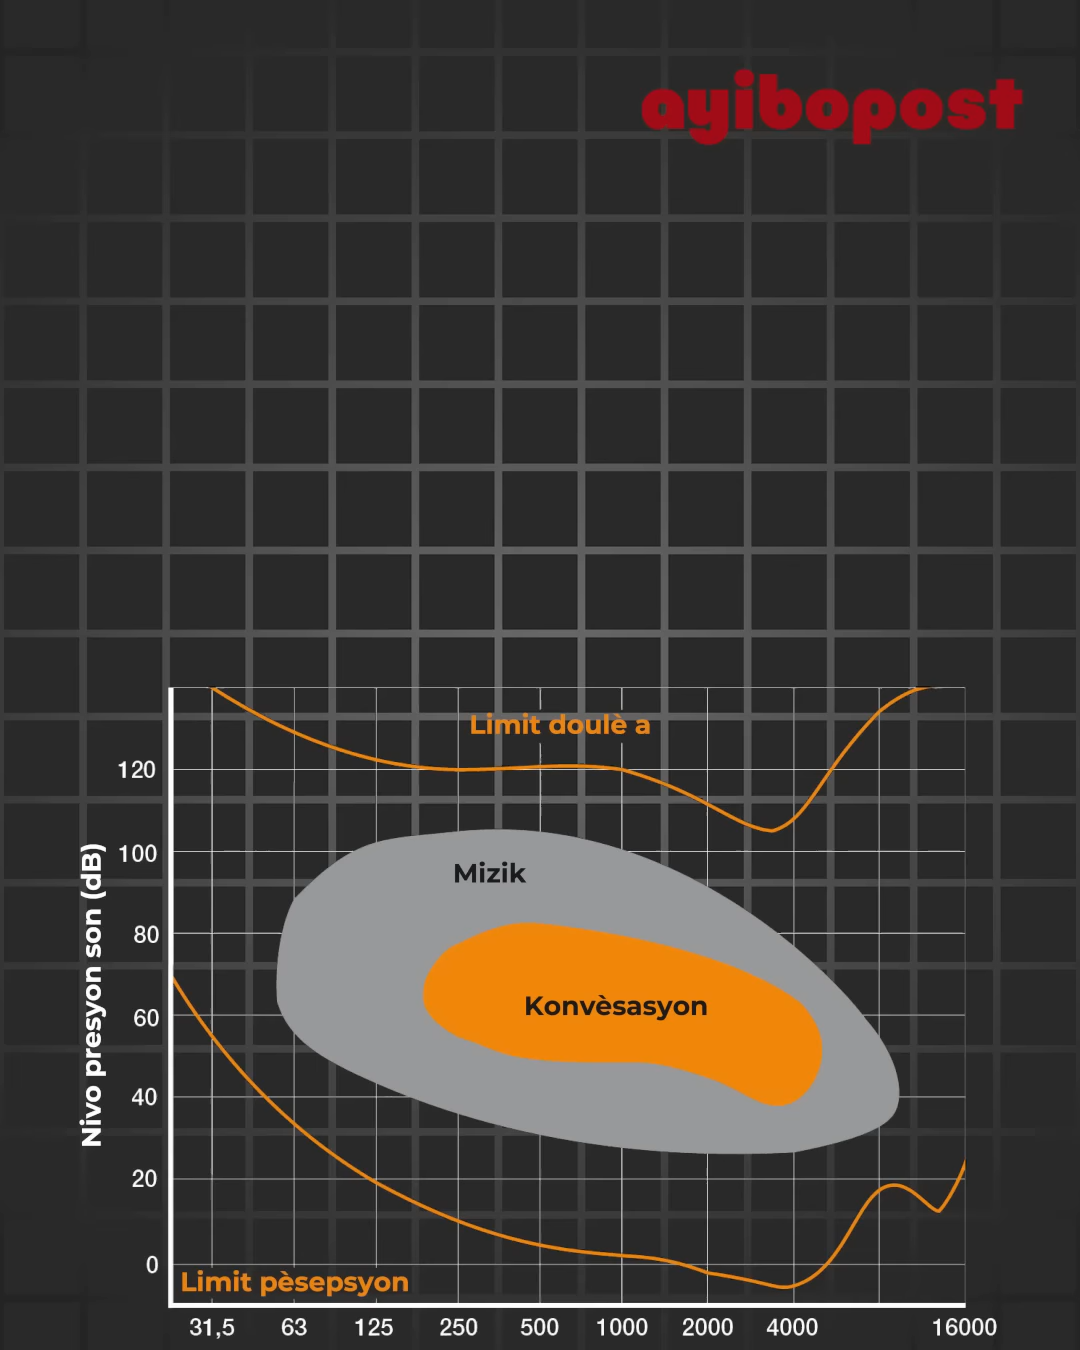 ayibopost
Limit doulè a
120
100
Mizik
80
Konvèsasyon
60
40
20
0
Nivo presyon son (dB)
Limit pèsepsyon
31,5 63 125 250 500 1000 2000 4000 16000